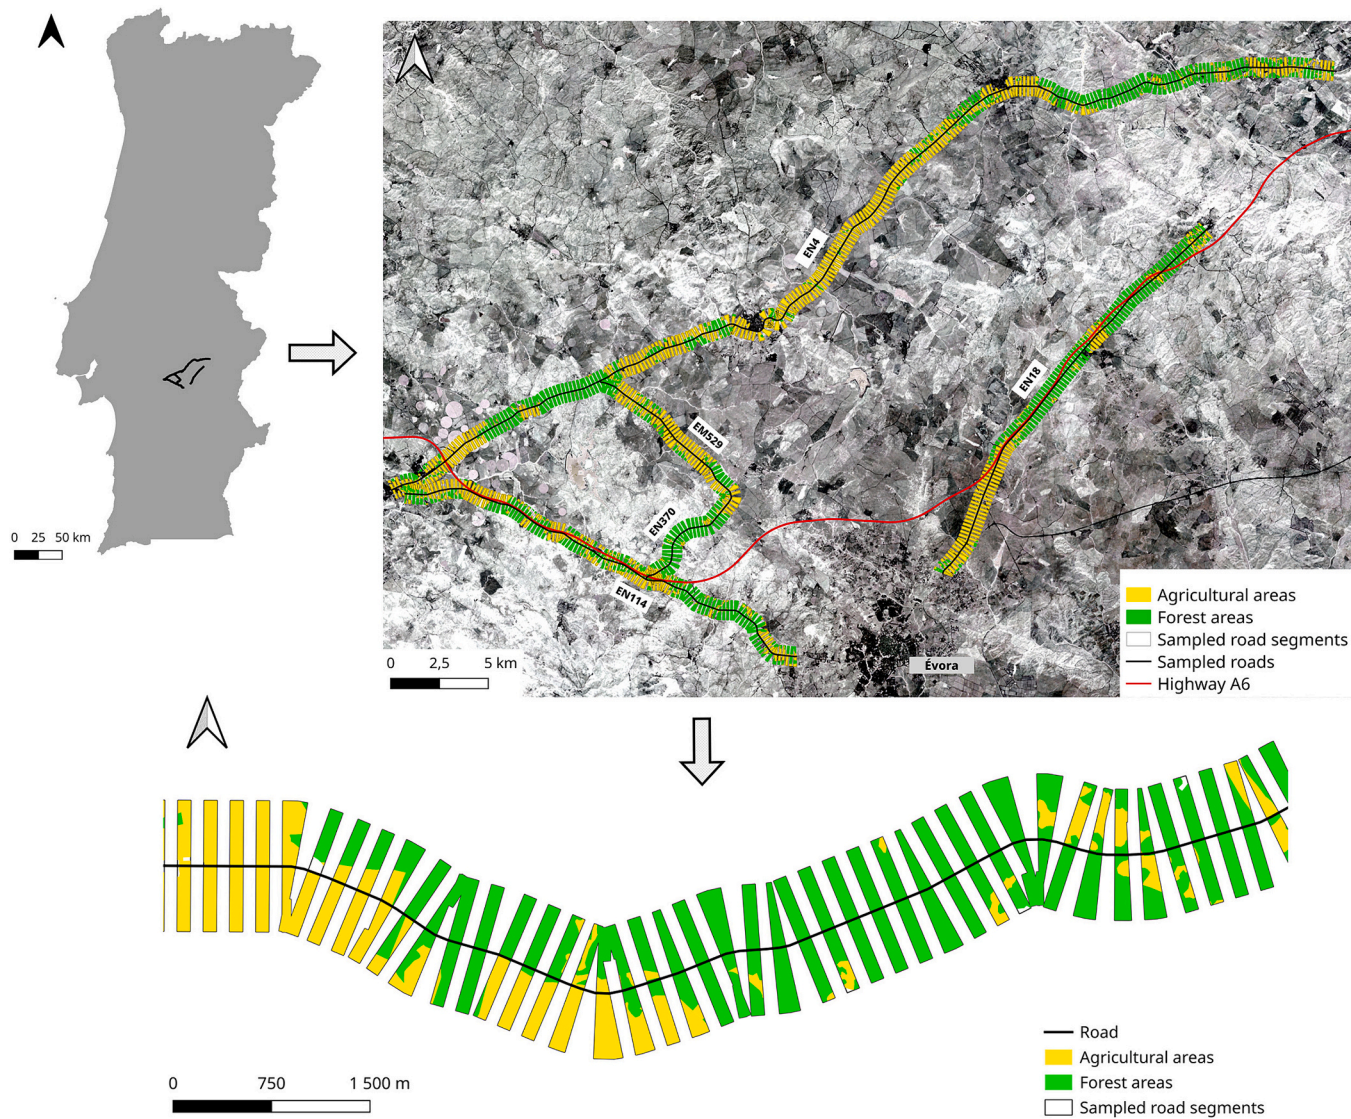 0 25 50 km
EN4
EN18
EM529
EN370
EN114
Évora
0 2,5 5 km
Agricultural areas
Forest areas
Sampled road segments
Sampled roads
Highway A6
0 750 1 500 m
Road
Agricultural areas
Forest areas
Sampled road segments